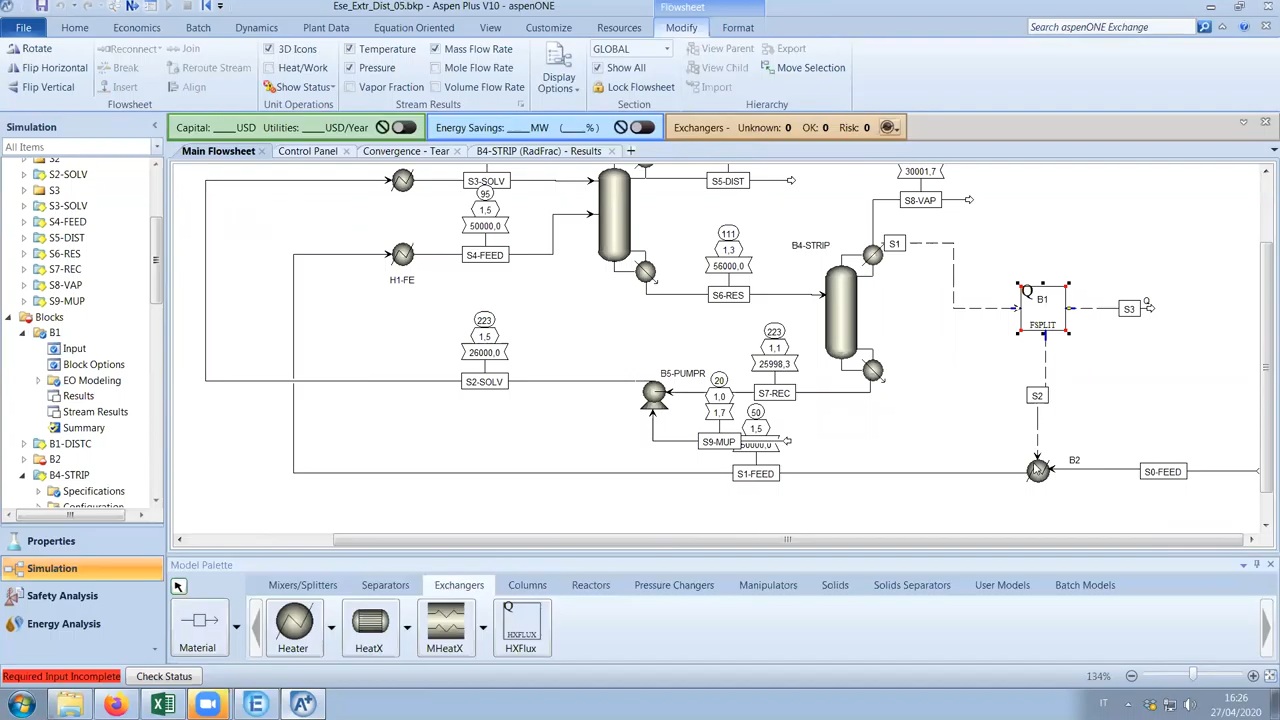 Ese_Extr_Dist_05.bkp - Aspen Plus V10 - aspenONE
Flowsheet
File Home Economics Batch Dynamics Plant Data Equation Oriented View Customize Resources Modify Format
Search aspenONE Exchange
Rotate Reconnect Join
Flip Horizontal Break Reroute Stream
Flip Vertical Insert Align
Flowsheet
3D Icons
Heat/Work
Show Status
Unit Operations
Temperature Mass Flow Rate
Pressure Mole Flow Rate
Vapor Fraction Volume Flow Rate
Stream Results
Display Options
GLOBAL
Show All
Lock Flowsheet
Section
View Parent Export
View Child Move Selection
Import
Hierarchy
Capital: ____USD Utilities: ____USD/Year
Energy Savings: ____MW (____%)
Exchangers - Unknown: 0 OK: 0 Risk: 0
Simulation
All Items
S2
S2-SOLV
S3
S3-SOLV
S4-FEED
S5-DIST
S6-RES
S7-REC
S8-VAP
S9-MUP
Blocks
B1
Input
Block Options
EO Modeling
Results
Stream Results
Summary
B1-DISTC
B2
B4-STRIP
Specifications
Configuration
Properties
Simulation
Safety Analysis
Energy Analysis
Main Flowsheet Control Panel Convergence - Tear B4-STRIP (RadFrac) - Results
S3-SOLV
95
1,5
50000,0
S4-FEED
H1-FE
S5-DIST
30001,7
S8-VAP
B4-STRIP
S1
111
1,3
56000,0
S6-RES
Q
B1
FSPLIT
S3
Q
223
1,5
26000,0
S2-SOLV
223
1,1
25998,3
S7-REC
B5-PUMPR
20
1,0
1,7
S9-MUP
50
1,5
S1-FEED
S2
B2
S0-FEED
Model Palette
Mixers/Splitters Separators Exchangers Columns Reactors Pressure Changers Manipulators Solids Solids Separators User Models Batch Models
Material Heater HeatX MHeatX
Q
HXFLUX
HXFlux
Required Input Incomplete Check Status
134%
IT
16:26
27/04/2020